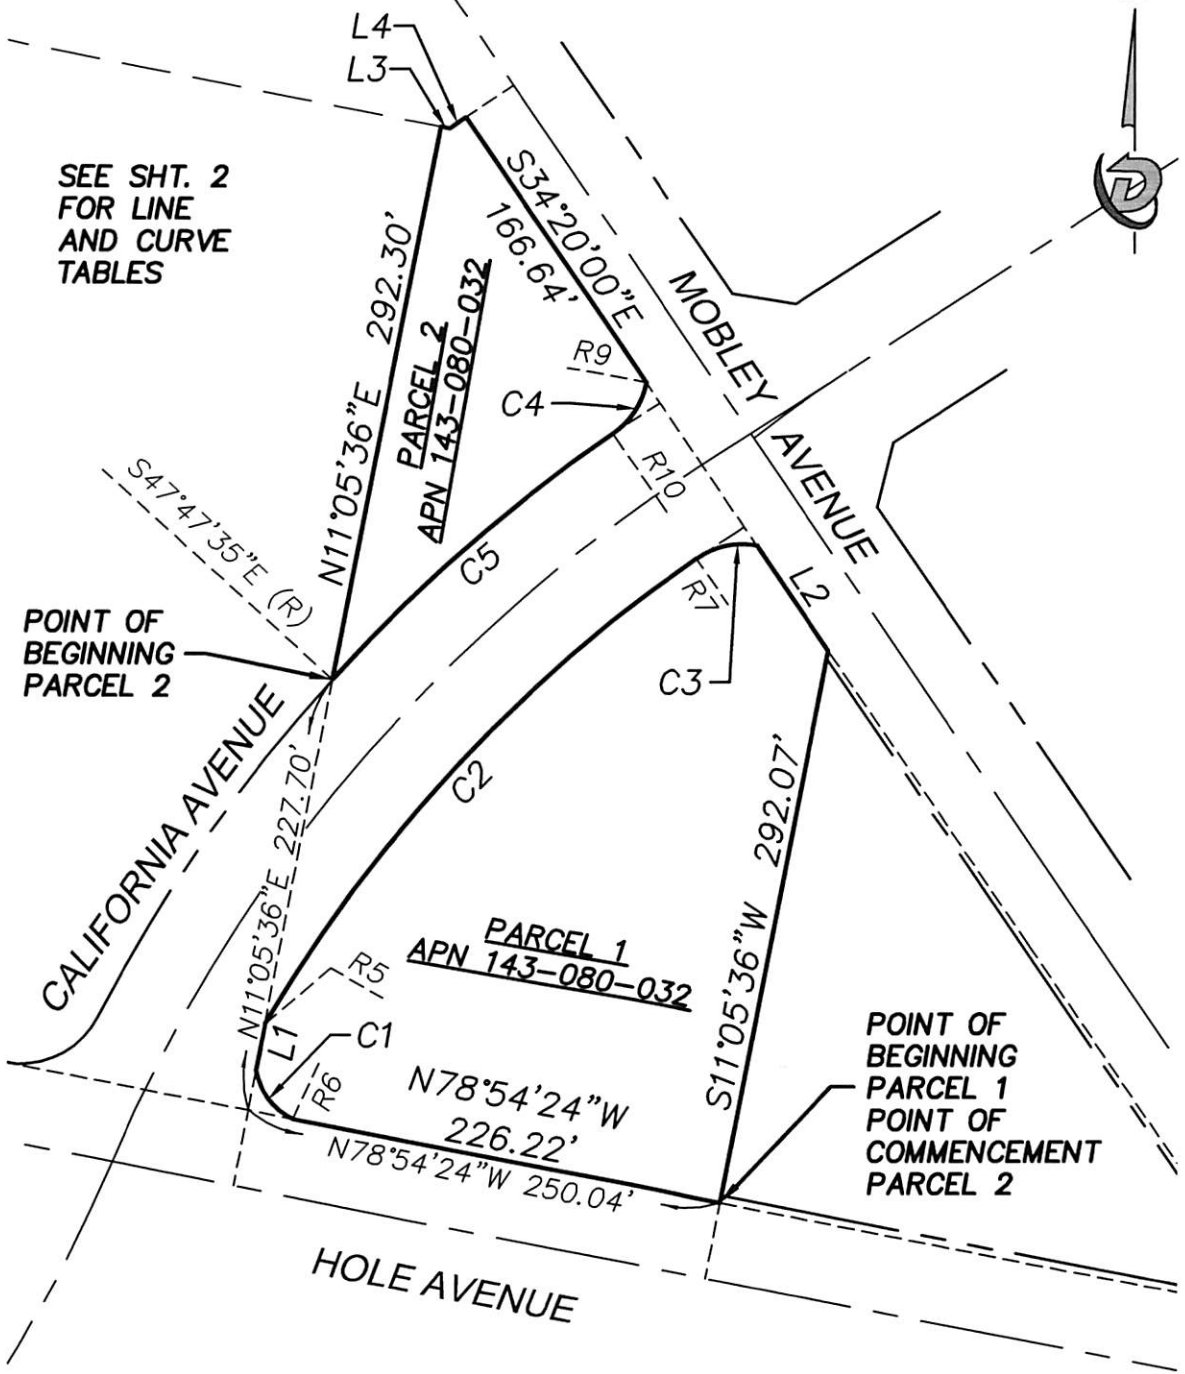 L4
L3
SEE SHT. 2
FOR LINE
AND CURVE
TABLES
S34°20'00"E
166.64'
N11°05'36"E 292.30'
PARCEL 2
APN 143-080-032
R9
C4
MOBLEY
AVENUE
R10
S47°47'35"E (R)
C5
POINT OF
BEGINNING
PARCEL 2
R7
L2
C3
CALIFORNIA AVENUE
N11°05'36"E 227.70'
C2
S11°05'36"W 292.07'
PARCEL 1
APN 143-080-032
R5
L1
C1
R6
N78°54'24"W
226.22'
N78°54'24"W 250.04'
POINT OF
BEGINNING
PARCEL 1
POINT OF
COMMENCEMENT
PARCEL 2
HOLE AVENUE